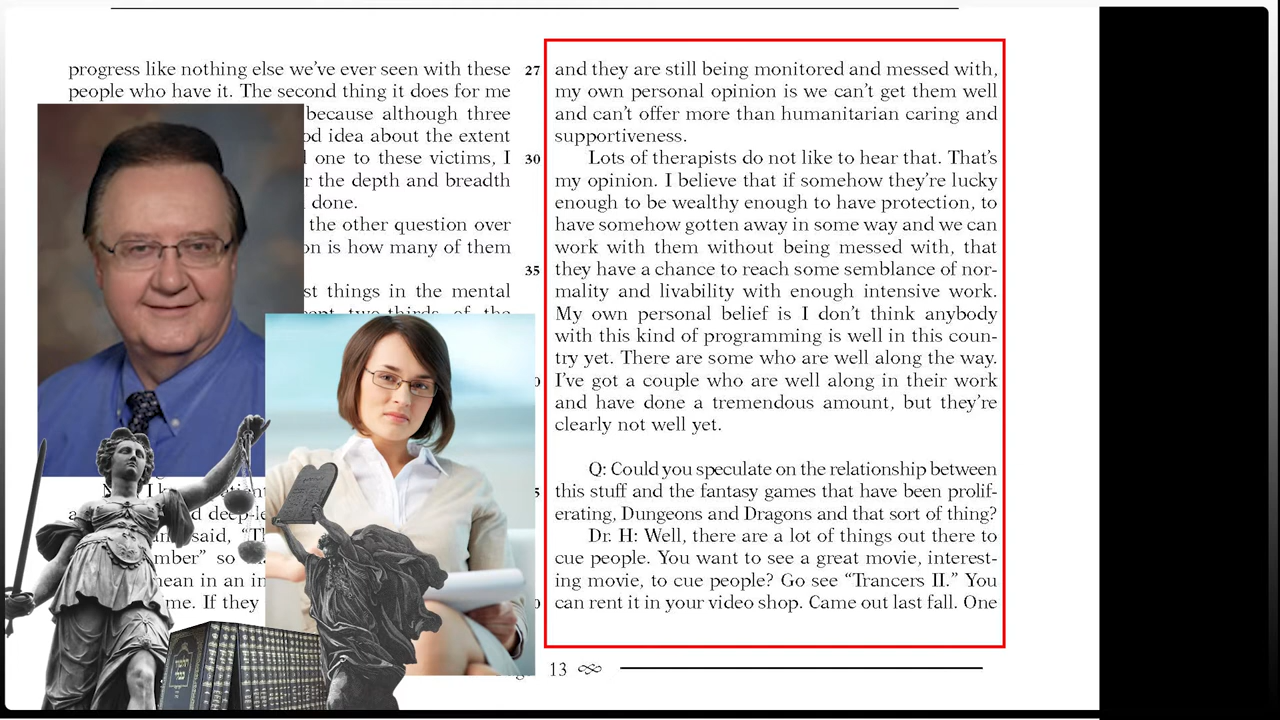 progress like nothing else we’ve ever seen with these
people who have it. The second thing it does for me
because although three
od idea about the extent
one to these victims, I
r the depth and breadth
done.
the other question over
on is how many of them
st things in the mental
said, “Th
mber” so
mean in an in
ime. If they
27
30
35
and they are still being monitored and messed with,
my own personal opinion is we can’t get them well
and can’t offer more than humanitarian caring and
supportiveness.
Lots of therapists do not like to hear that. That’s
my opinion. I believe that if somehow they’re lucky
enough to be wealthy enough to have protection, to
have somehow gotten away in some way and we can
work with them without being messed with, that
they have a chance to reach some semblance of nor-
mality and livability with enough intensive work.
My own personal belief is I don’t think anybody
with this kind of programming is well in this coun-
try yet. There are some who are well along the way.
I’ve got a couple who are well along in their work
and have done a tremendous amount, but they’re
clearly not well yet.
Q: Could you speculate on the relationship between
this stuff and the fantasy games that have been prolif-
erating, Dungeons and Dragons and that sort of thing?
Dr. H: Well, there are a lot of things out there to
cue people. You want to see a great movie, interest-
ing movie, to cue people? Go see “Trancers II.” You
can rent it in your video shop. Came out last fall. One
13